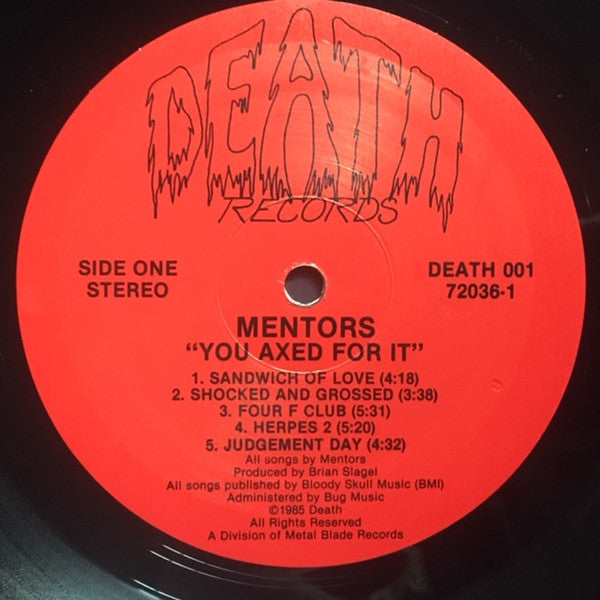 DEATH
RECORDS
SIDE ONE
STEREO
DEATH 001
72036-1
MENTORS
“YOU AXED FOR IT”
1. SANDWICH OF LOVE (4:18)
2. SHOCKED AND GROSSED (3:38)
3. FOUR F CLUB (5:31)
4. HERPES 2 (5:20)
5. JUDGEMENT DAY (4:32)
All songs by Mentors
Produced by Brian Slagel
All songs published by Bloody Skull Music (BMI)
Administered by Bug Music
©1985 Death
All Rights Reserved
A Division of Metal Blade Records